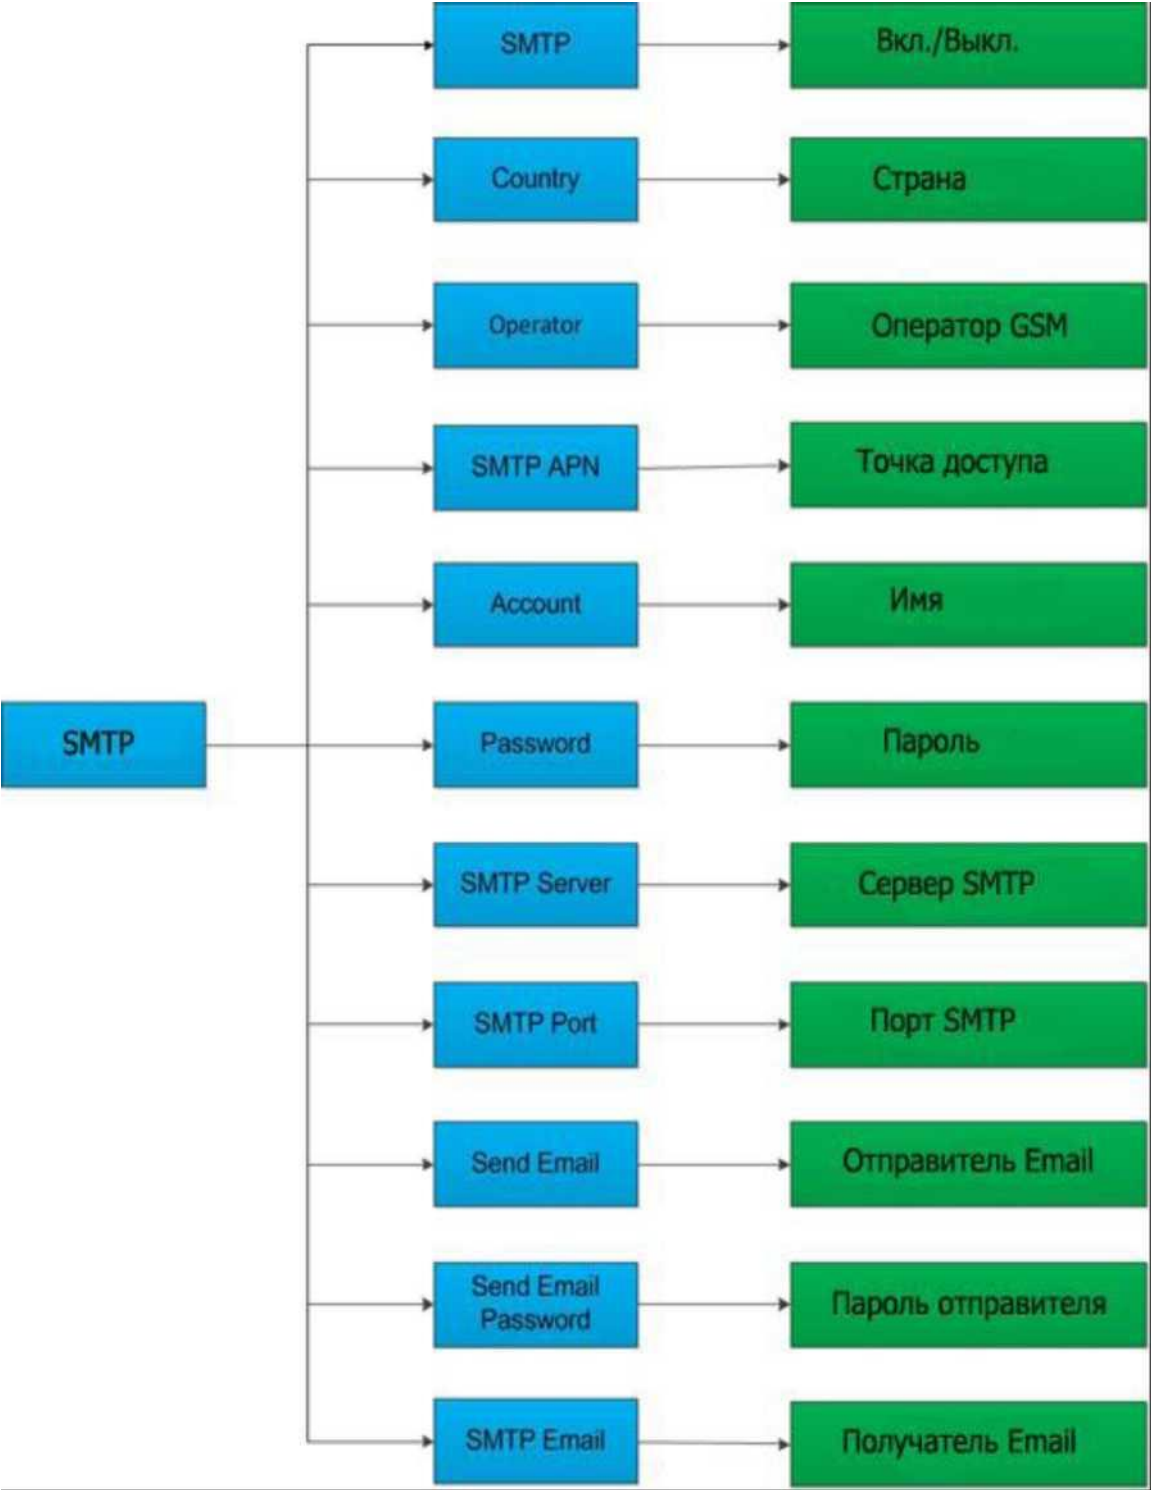 SMTP
Вкл./Выкл.
Country
Страна
Operator
Оператор GSM
SMTP APN
Точка доступа
Account
Имя
SMTP
Password
Пароль
SMTP Server
Сервер SMTP
SMTP Port
Порт SMTP
Send Email
Отправитель Email
Send Email
Password
Пароль отправителя
SMTP Email
Получатель Email